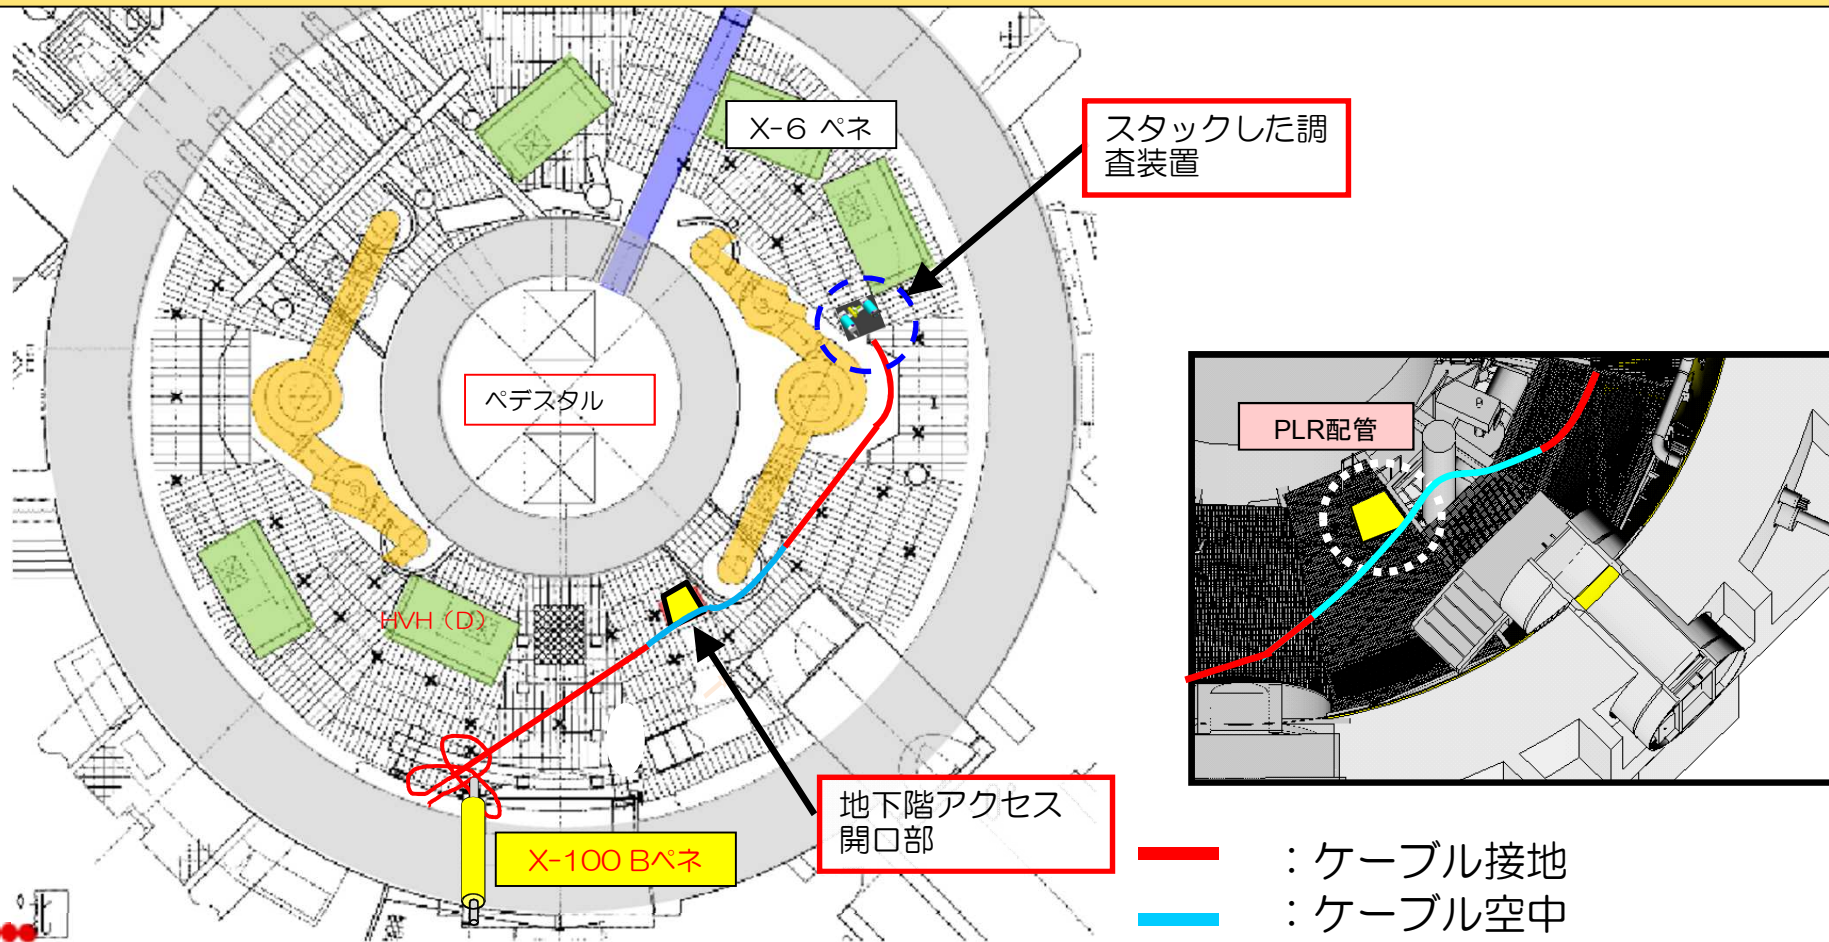 X-6 ペネ
スタックした調
査装置
ペデスタル
PLR配管
HVH（D）
地下階アクセス
開口部
X-100 Bペネ
：ケーブル接地
：ケーブル空中